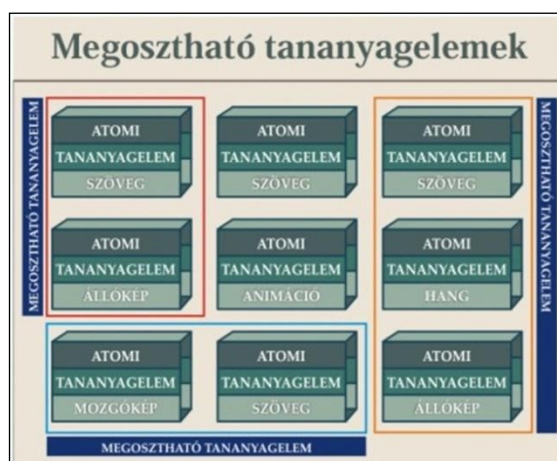 Megosztható tananyagelemek
MEGOSZTHATÓ TANANYAGELEM
ATOMI
TANANYAGELEM
SZÖVEG
ATOMI
TANANYAGELEM
SZÖVEG
ATOMI
TANANYAGELEM
SZÖVEG
MEGOSZTHATÓ TANANYAGELEM
ATOMI
TANANYAGELEM
ÁLLÓKÉP
ATOMI
TANANYAGELEM
ANIMÁCIÓ
ATOMI
TANANYAGELEM
HANG
ATOMI
TANANYAGELEM
MOZGÓKÉP
ATOMI
TANANYAGELEM
SZÖVEG
ATOMI
TANANYAGELEM
ÁLLÓKÉP
MEGOSZTHATÓ TANANYAGELEM